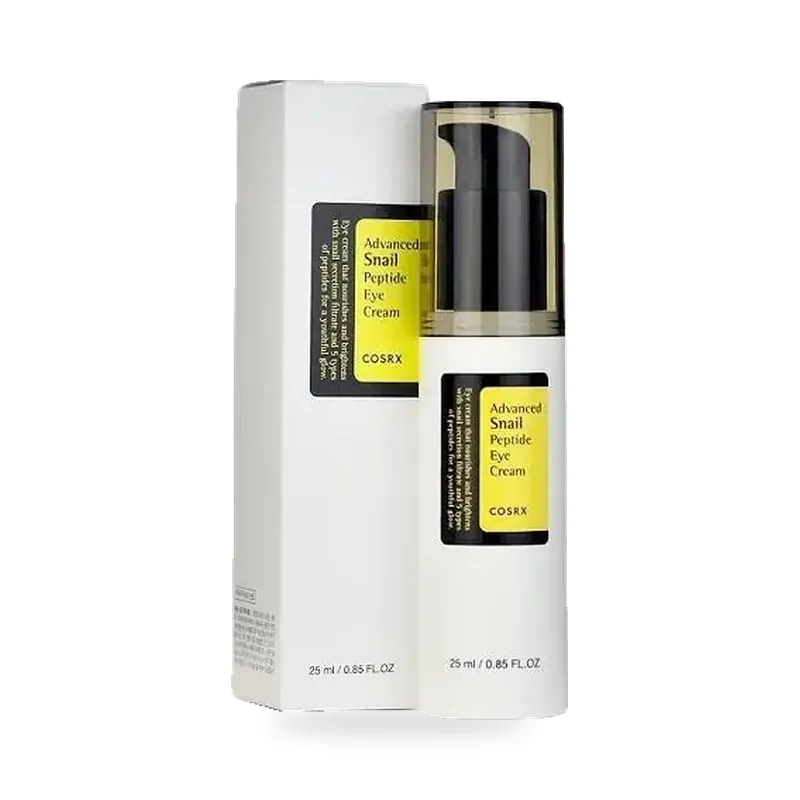 Advanced
Snail
Peptide
Eye
Cream
COSRX
Eye cream that nourishes and brightens
with snail secretion filtrate and 5 types
of peptides for a youthful glow.
25 ml / 0.85 FL.OZ
Advanced
Snail
Peptide
Eye
Cream
COSRX
Eye cream that nourishes and brightens
with snail secretion filtrate and 5 types
of peptides for a youthful glow.
25 ml / 0.85 FL.OZ